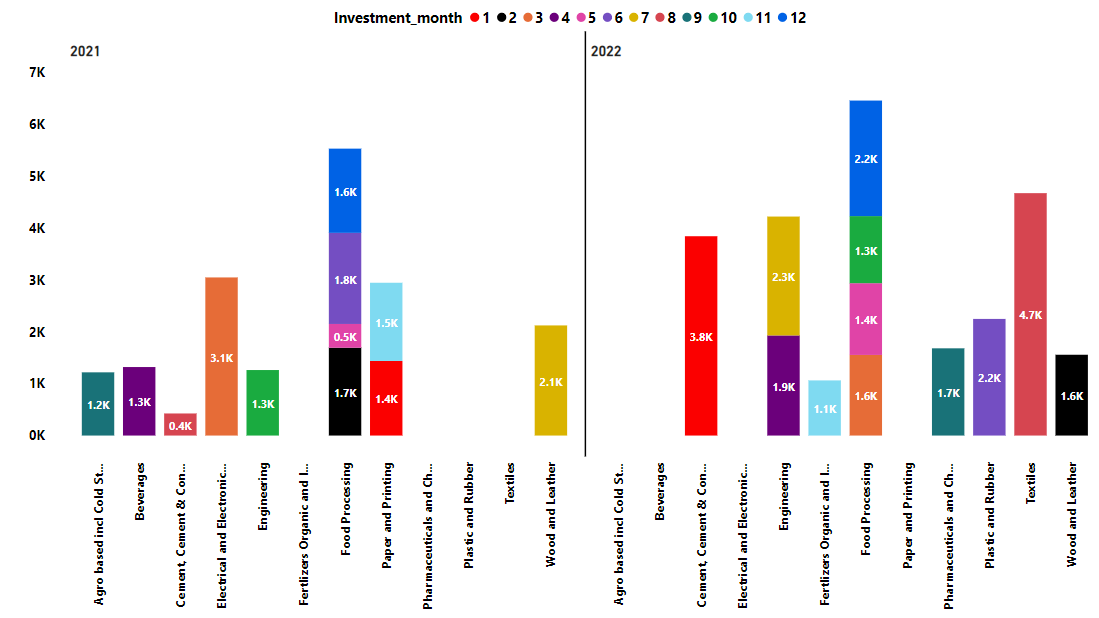 Investment_month 1 2 3 4 5 6 7 8 9 10 11 12
2021
2022
7K
6K
5K
4K
3K
2K
1K
0K
1.2K
1.3K
0.4K
3.1K
1.3K
1.6K
1.8K
0.5K
1.7K
1.5K
1.4K
2.1K
3.8K
2.3K
1.9K
1.1K
2.2K
1.3K
1.4K
1.6K
1.7K
2.2K
4.7K
1.6K
Agro based incl Cold St...
Beverages
Cement, Cement & Con...
Electrical and Electronic...
Engineering
Fertlizers Organic and I...
Food Processing
Paper and Printing
Pharmaceuticals and Ch...
Plastic and Rubber
Textiles
Wood and Leather
Agro based incl Cold St...
Beverages
Cement, Cement & Con...
Electrical and Electronic...
Engineering
Fertlizers Organic and I...
Food Processing
Paper and Printing
Pharmaceuticals and Ch...
Plastic and Rubber
Textiles
Wood and Leather